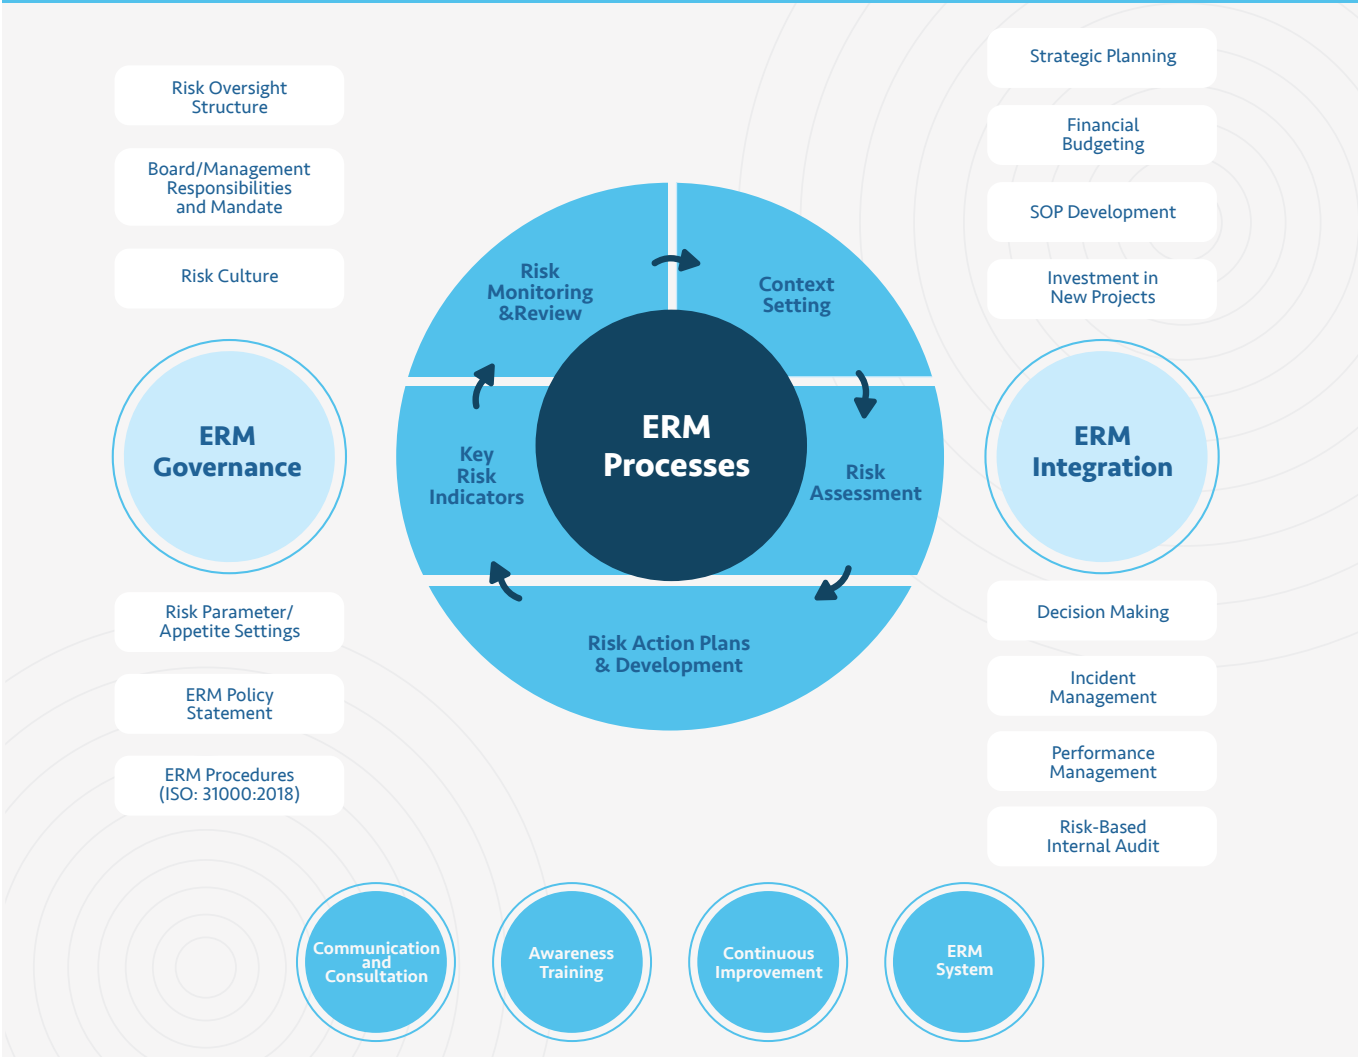 Risk Oversight
Structure
Board/Management
Responsibilities
and Mandate
Risk Culture
ERM
Governance
Risk Parameter/
Appetite Settings
ERM Policy
Statement
ERM Procedures
(ISO: 31000:2018)
Risk
Monitoring
&Review
Context
Setting
Key
Risk
Indicators
ERM
Processes
Risk
Assessment
Risk Action Plans
& Development
Strategic Planning
Financial
Budgeting
SOP Development
Investment in
New Projects
ERM
Integration
Decision Making
Incident
Management
Performance
Management
Risk-Based
Internal Audit
Communication
and
Consultation
Awareness
Training
Continuous
Improvement
ERM
System